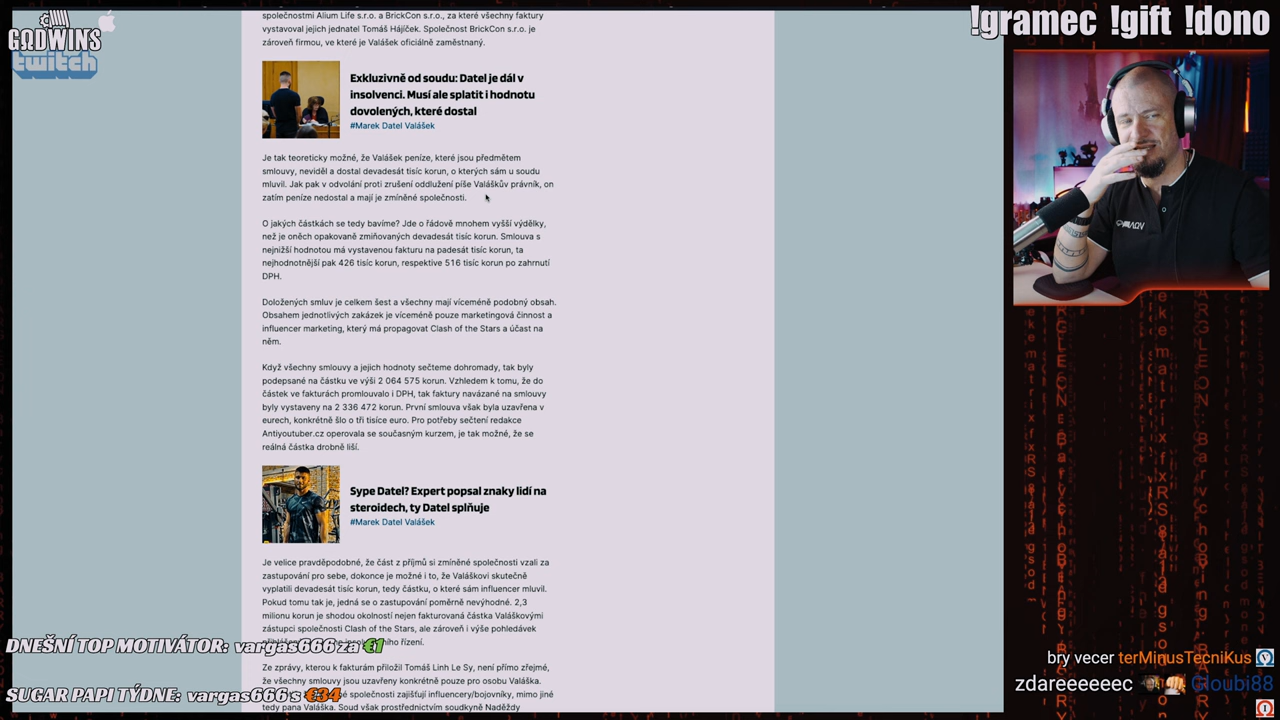 GODWINS
twitch
!gramec !gift !dono
společnostmi Alium Life s.r.o. a BrickCon s.r.o., za které všechny faktury
vystavoval jejich jednatel Tomáš Hájíček. Společnost BrickCon s.r.o. je
zároveň firmou, ve které je Valášek oficiálně zaměstnaný.
Exkluzivně od soudu: Datel je dál v
insolvenci. Musí ale splatit i hodnotu
dovolených, které dostal
#Marek Datel Valášek
Je tak teoreticky možné, že Valášek peníze, které jsou předmětem
smlouvy, neviděl a dostal devadesát tisíc korun, o kterých sám u soudu
mluvil. Jak pak v odvolání proti zrušení oddlužení píše Valáškův právník, on
zatím peníze nedostal a mají je zmíněné společnosti.
O jakých částkách se tedy bavíme? Jde o řádově mnohem vyšší výdělky,
než je oněch opakovaně zmiňovaných devadesát tisíc korun. Smlouva s
nejnižší hodnotou má vystavenou fakturu na padesát tisíc korun, ta
nejhodnotnější pak 426 tisíc korun, respektive 516 tisíc korun po zahrnutí
DPH.
Doložených smluv je celkem šest a všechny mají víceméně podobný obsah.
Obsahem jednotlivých zakázek je víceméně pouze marketingová činnost a
influencer marketing, který má propagovat Clash of the Stars a účast na
něm.
Když všechny smlouvy a jejich hodnoty sečteme dohromady, tak byly
podepsané na částku ve výši 2 064 575 korun. Vzhledem k tomu, že do
částek ve fakturách promlouvalo i DPH, tak faktury navázané na smlouvy
byly vystaveny na 2 336 472 korun. První smlouva však byla uzavřena v
eurech, konkrétně šlo o tři tisíce euro. Pro potřeby sečtení redakce
Antiyoutuber.cz operovala se současným kurzem, je tak možné, že se
reálná částka drobně liší.
Sype Datel? Expert popsal znaky lidí na
steroidech, ty Datel splňuje
#Marek Datel Valášek
Je velice pravděpodobné, že část z příjmů si zmíněné společnosti vzali za
zastupování pro sebe, dokonce je možné i to, že Valáškovi skutečně
vyplatili devadesát tisíc korun, tedy částku, o které sám influencer mluvil.
Pokud tomu tak je, jedná se o zastupování poměrně nevýhodné. 2,3
milionu korun je shodou okolností nejen fakturovaná částka Valáškovými
zástupci společnosti Clash of the Stars, ale zároveň i výše pohledávek
ního řízení.
DNEŠNÍ TOP MOTIVÁTOR: vargas666 za €1
Ze zprávy, kterou k fakturám přiložil Tomáš Linh Le Sy, není přímo zřejmé,
že všechny smlouvy jsou uzavřeny konkrétně pouze pro osobu Valáška.
né společnosti zajišťují influencery/bojovníky, mimo jiné
SUGAR PAPI TÝDNE: vargas666 s €34
tedy pana Valáška. Soud však prostřednictvím soudkyně Naděždy
bry vecer terMinusTecniKus
zdareeeeeec Gloubi88